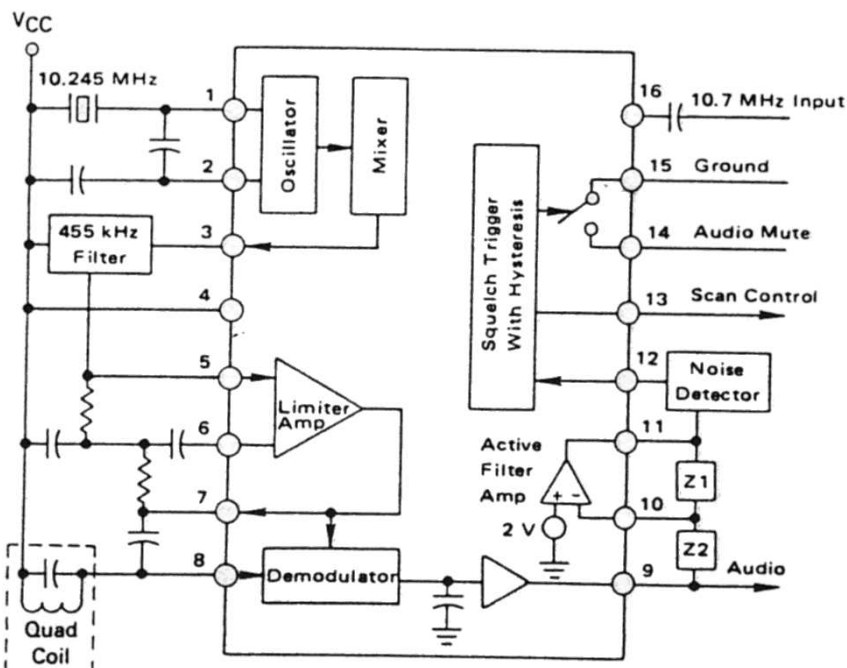 VCC
10.245 MHz
1
2
Oscillator
Mixer
455 kHz
Filter
3
4
5
Limiter
Amp
6
7
8
Demodulator
Quad
Coil
16
10.7 MHz Input
15
Ground
14
Audio Mute
Squelch Trigger
With Hysteresis
13
Scan Control
12
Noise
Detector
11
Active
Filter
Amp
+ -
Z1
10
2 V
Z2
9
Audio